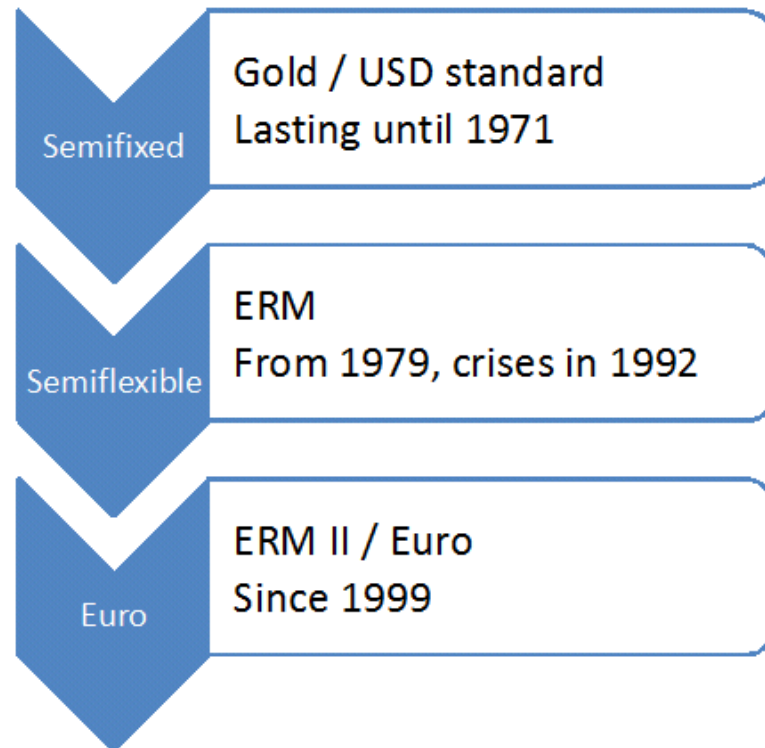 Semifixed
Gold / USD standard
Lasting until 1971
Semiflexible
ERM
From 1979, crises in 1992
Euro
ERM II / Euro
Since 1999